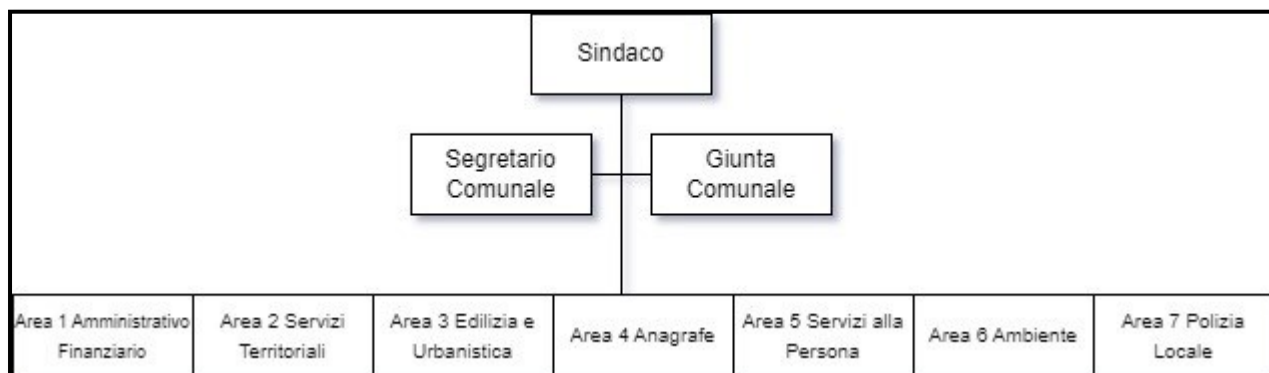 Sindaco
Segretario
Comunale
Giunta
Comunale
Area 1 Amministrativo
Finanziario
Area 2 Servizi
Territoriali
Area 3 Edilizia e
Urbanistica
Area 4 Anagrafe
Area 5 Servizi alla
Persona
Area 6 Ambiente
Area 7 Polizia
Locale